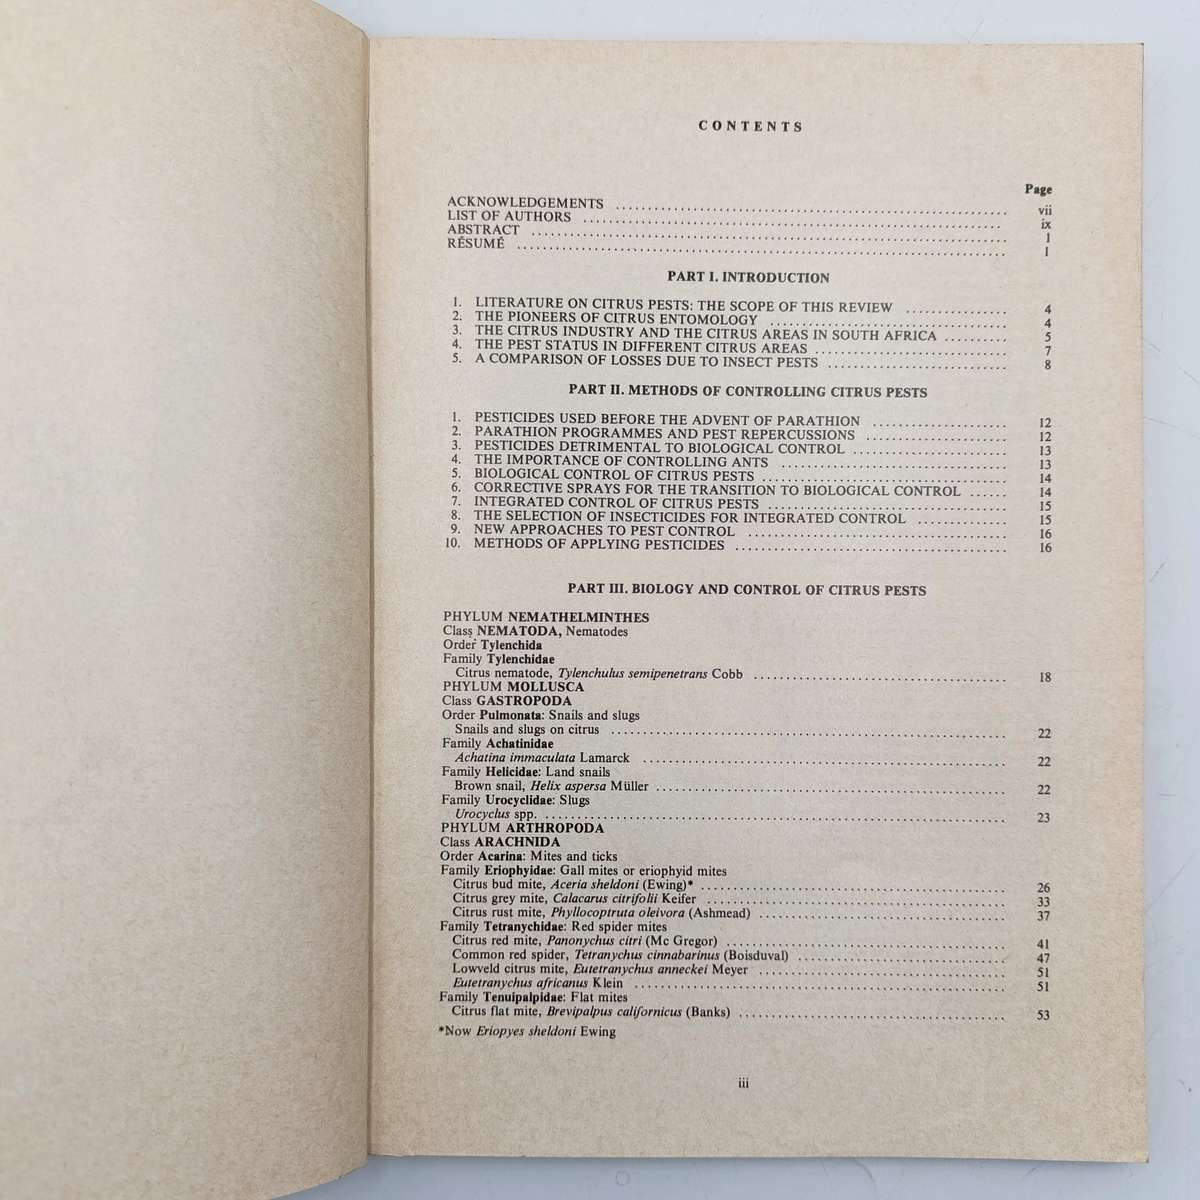 CONTENTS
Page
ACKNOWLEDGEMENTS ........ vii
LIST OF AUTHORS ........ ix
ABSTRACT ........ 1
RÉSUMÉ ........ 1
PART I. INTRODUCTION
1. LITERATURE ON CITRUS PESTS: THE SCOPE OF THIS REVIEW ........ 4
2. THE PIONEERS OF CITRUS ENTOMOLOGY ........ 4
3. THE CITRUS INDUSTRY AND THE CITRUS AREAS IN SOUTH AFRICA ........ 5
4. THE PEST STATUS IN DIFFERENT CITRUS AREAS ........ 7
5. A COMPARISON OF LOSSES DUE TO INSECT PESTS ........ 8
PART II. METHODS OF CONTROLLING CITRUS PESTS
1. PESTICIDES USED BEFORE THE ADVENT OF PARATHION ........ 12
2. PARATHION PROGRAMMES AND PEST REPERCUSSIONS ........ 12
3. PESTICIDES DETRIMENTAL TO BIOLOGICAL CONTROL ........ 13
4. THE IMPORTANCE OF CONTROLLING ANTS ........ 13
5. BIOLOGICAL CONTROL OF CITRUS PESTS ........ 14
6. CORRECTIVE SPRAYS FOR THE TRANSITION TO BIOLOGICAL CONTROL ...... 14
7. INTEGRATED CONTROL OF CITRUS PESTS ........ 15
8. THE SELECTION OF INSECTICIDES FOR INTEGRATED CONTROL ........ 15
9. NEW APPROACHES TO PEST CONTROL ........ 16
10. METHODS OF APPLYING PESTICIDES ........ 16
PART III. BIOLOGY AND CONTROL OF CITRUS PESTS
PHYLUM NEMATHELMINTHES
Class NEMATODA, Nematodes
Order Tylenchida
Family Tylenchidae
Citrus nematode, Tylenchulus semipenetrans Cobb ........ 18
PHYLUM MOLLUSCA
Class GASTROPODA
Order Pulmonata: Snails and slugs
Snails and slugs on citrus ........ 22
Family Achatinidae
Achatina immaculata Lamarck ........ 22
Family Helicidae: Land snails
Brown snail, Helix aspersa Müller ........ 22
Family Urocyclidae: Slugs
Urocyclus spp. ........ 23
PHYLUM ARTHROPODA
Class ARACHNIDA
Order Acarina: Mites and ticks
Family Eriophyidae: Gall mites or eriophyid mites
Citrus bud mite, Aceria sheldoni (Ewing)* ........ 26
Citrus grey mite, Calacarus citrifolii Keifer ........ 33
Citrus rust mite, Phyllocoptruta oleivora (Ashmead) ........ 37
Family Tetranychidae: Red spider mites
Citrus red mite, Panonychus citri (Mc Gregor) ........ 41
Common red spider, Tetranychus cinnabarinus (Boisduval) ........ 47
Lowveld citrus mite, Eutetranychus anneckei Meyer ........ 51
Eutetranychus africanus Klein ........ 51
Family Tenuipalpidae: Flat mites
Citrus flat mite, Brevipalpus californicus (Banks) ........ 53
*Now Eriopyes sheldoni Ewing
iii